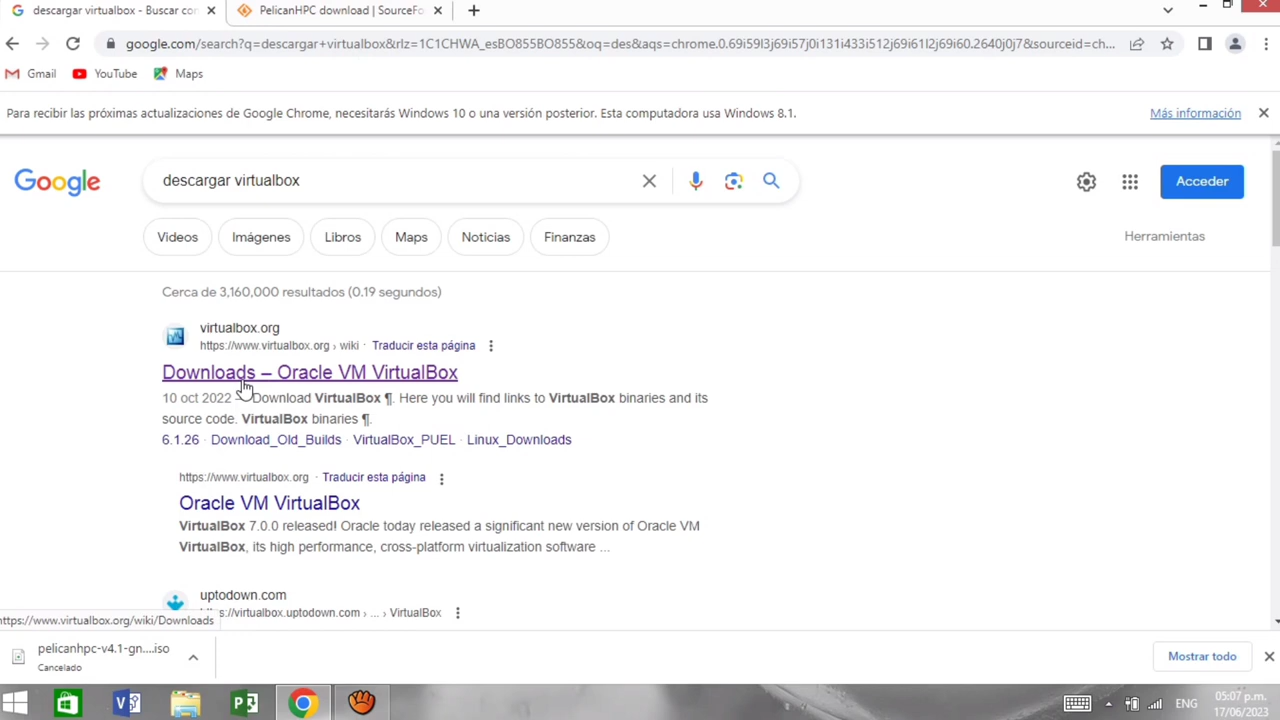 descargar virtualbox - Buscar con
PelicanHPC download | SourceFo
google.com/search?q=descargar+virtualbox&rlz=1C1CHWA_esBO855BO855&oq=des&aqs=chrome.0.69i59l3j69i57j0i131i433i512j69i61l2j69i60.2640j0j7&sourceid=ch...
Gmail
YouTube
Maps
Para recibir las próximas actualizaciones de Google Chrome, necesitarás Windows 10 o una versión posterior. Esta computadora usa Windows 8.1.
Más información
Google
descargar virtualbox
Acceder
Videos
Imágenes
Libros
Maps
Noticias
Finanzas
Herramientas
Cerca de 3,160,000 resultados (0.19 segundos)
virtualbox.org
https://www.virtualbox.org › wiki · Traducir esta página
Downloads – Oracle VM VirtualBox
10 oct 2022 — Download VirtualBox ¶. Here you will find links to VirtualBox binaries and its
source code. VirtualBox binaries ¶.
6.1.26 · Download_Old_Builds · VirtualBox_PUEL · Linux_Downloads
https://www.virtualbox.org · Traducir esta página
Oracle VM VirtualBox
VirtualBox 7.0.0 released! Oracle today released a significant new version of Oracle VM
VirtualBox, its high performance, cross-platform virtualization software ...
uptodown.com
https://virtualbox.uptodown.com › ... › VirtualBox
https://www.virtualbox.org/wiki/Downloads
pelicanhpc-v4.1-gn....iso
Cancelado
Mostrar todo
ENG
05:07 p.m.
17/06/2023